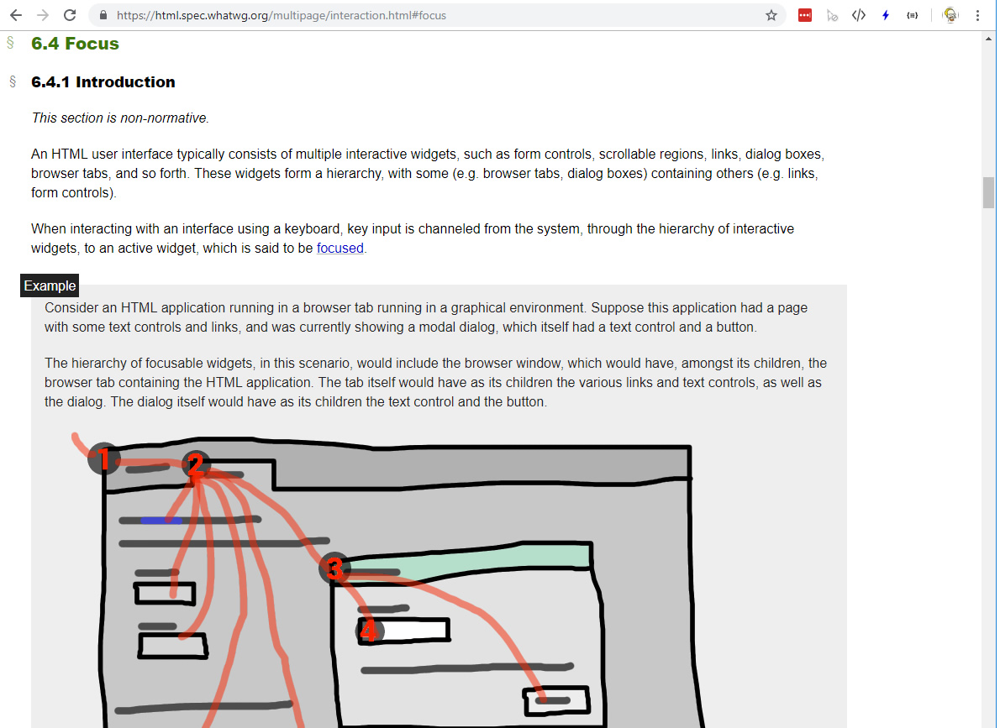 https://html.spec.whatwg.org/multipage/interaction.html#focus
§ 6.4 Focus
§ 6.4.1 Introduction
This section is non-normative.
An HTML user interface typically consists of multiple interactive widgets, such as form controls, scrollable regions, links, dialog boxes,
browser tabs, and so forth. These widgets form a hierarchy, with some (e.g. browser tabs, dialog boxes) containing others (e.g. links,
form controls).
When interacting with an interface using a keyboard, key input is channeled from the system, through the hierarchy of interactive
widgets, to an active widget, which is said to be focused.
Example
Consider an HTML application running in a browser tab running in a graphical environment. Suppose this application had a page
with some text controls and links, and was currently showing a modal dialog, which itself had a text control and a button.
The hierarchy of focusable widgets, in this scenario, would include the browser window, which would have, amongst its children, the
browser tab containing the HTML application. The tab itself would have as its children the various links and text controls, as well as
the dialog. The dialog itself would have as its children the text control and the button.
1
2
3
4